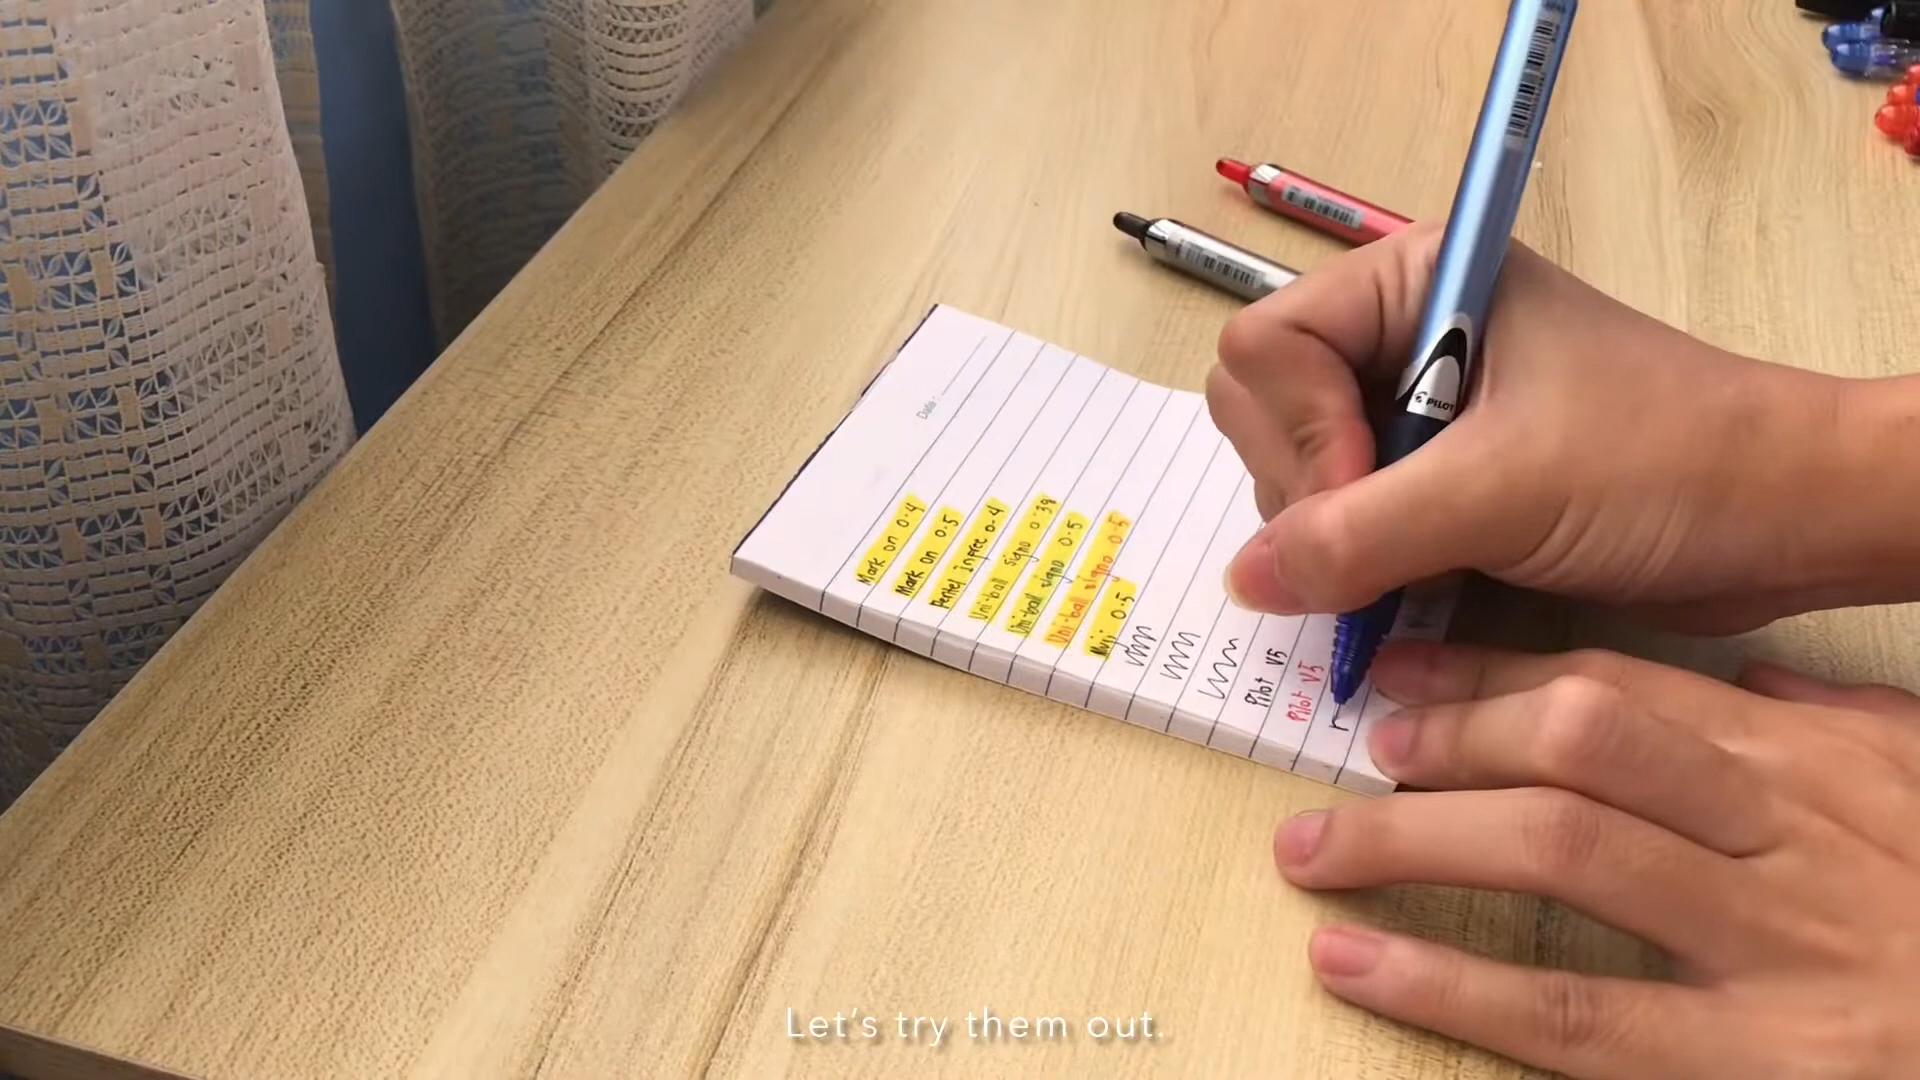 Date :
Mark on 0.4
Mark on 0.5
Pentel infree 0.4
Uni-ball signo 0.38
Uni-ball signo 0.5
Uni-ball signo 0.5
Muji 0.5
Pilot V5
Pilot V5
PILOT
Let's try them out.